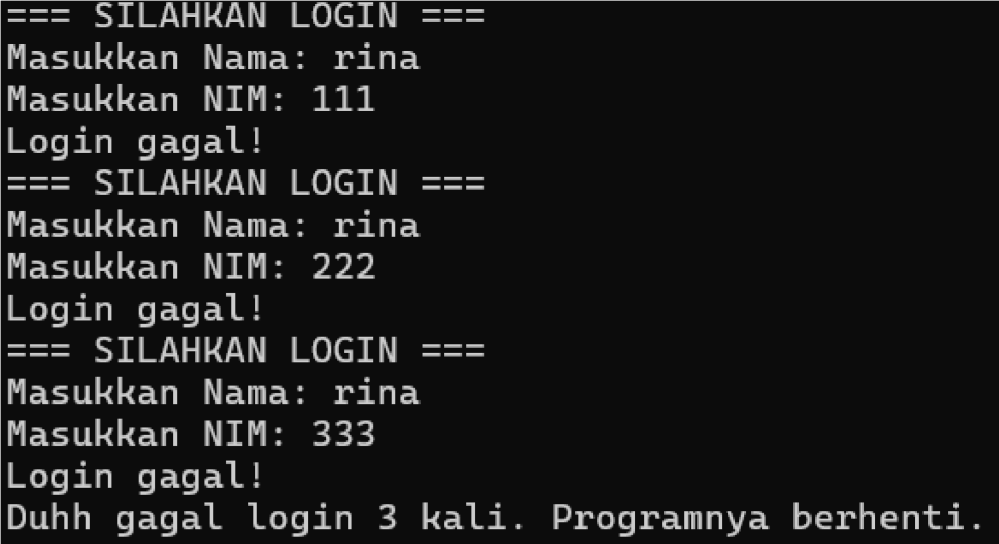 === SILAHKAN LOGIN ===
Masukkan Nama: rina
Masukkan NIM: 111
Login gagal!
=== SILAHKAN LOGIN ===
Masukkan Nama: rina
Masukkan NIM: 222
Login gagal!
=== SILAHKAN LOGIN ===
Masukkan Nama: rina
Masukkan NIM: 333
Login gagal!
Duhh gagal login 3 kali. Programnya berhenti.